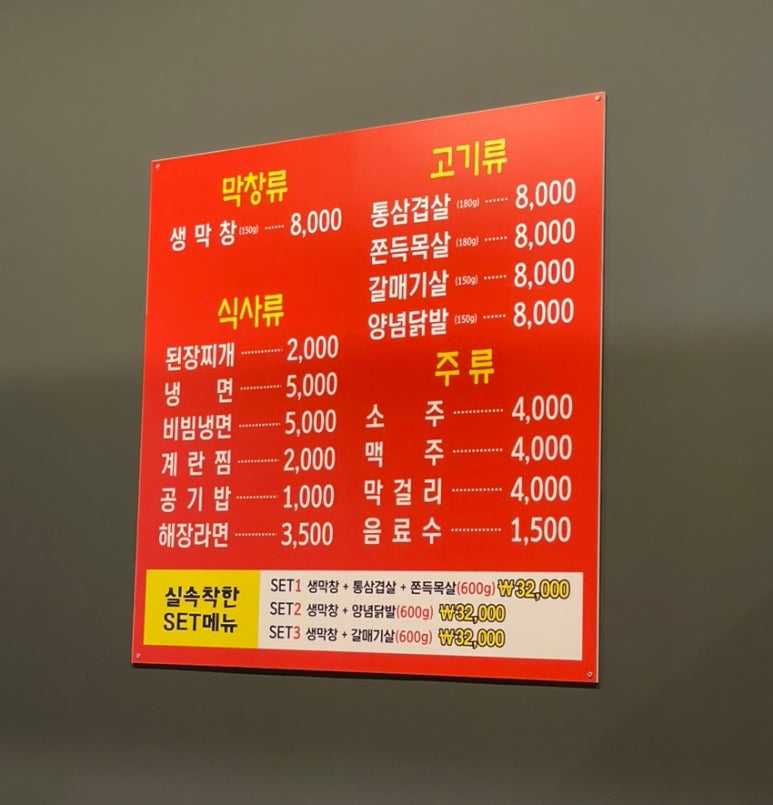 막창류
생막창(150g) ······ 8,000
식사류
된장찌개 ············ 2,000
냉 면 ············ 5,000
비빔냉면 ············ 5,000
계란찜 ············ 2,000
공기밥 ············ 1,000
해장라면 ············ 3,500
고기류
통삼겹살(180g) ······ 8,000
쫀득목살(180g) ······ 8,000
갈매기살(150g) ······ 8,000
양념닭발(150g) ······ 8,000
주류
소 주 ············ 4,000
맥 주 ············ 4,000
막걸리 ············ 4,000
음료수 ············ 1,500
실속착한
SET메뉴
SET1 생막창 + 통삼겹살 + 쫀득목살(600g) ₩32,000
SET2 생막창 + 양념닭발(600g) ₩32,000
SET3 생막창 + 갈매기살(600g) ₩32,000